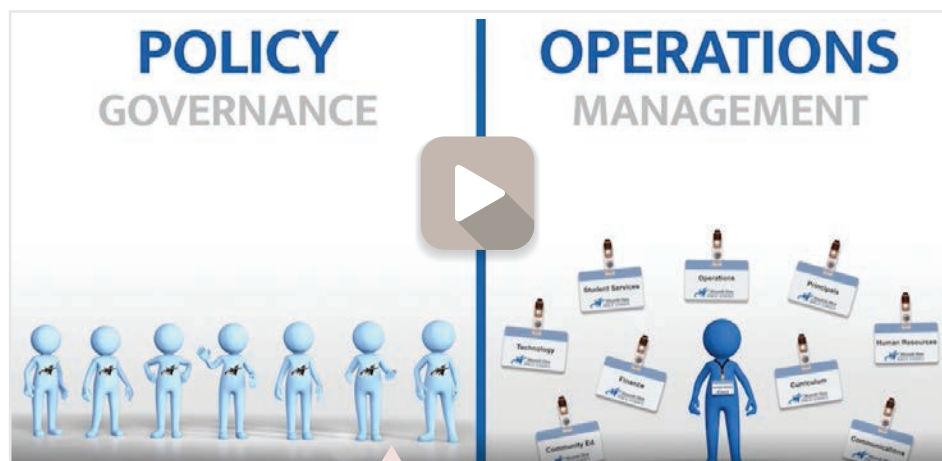 POLICY
GOVERNANCE
OPERATIONS
MANAGEMENT
Operations
Student Services
Principals
Technology
Human Resources
Finance
Curriculum
Community Ed
Communications